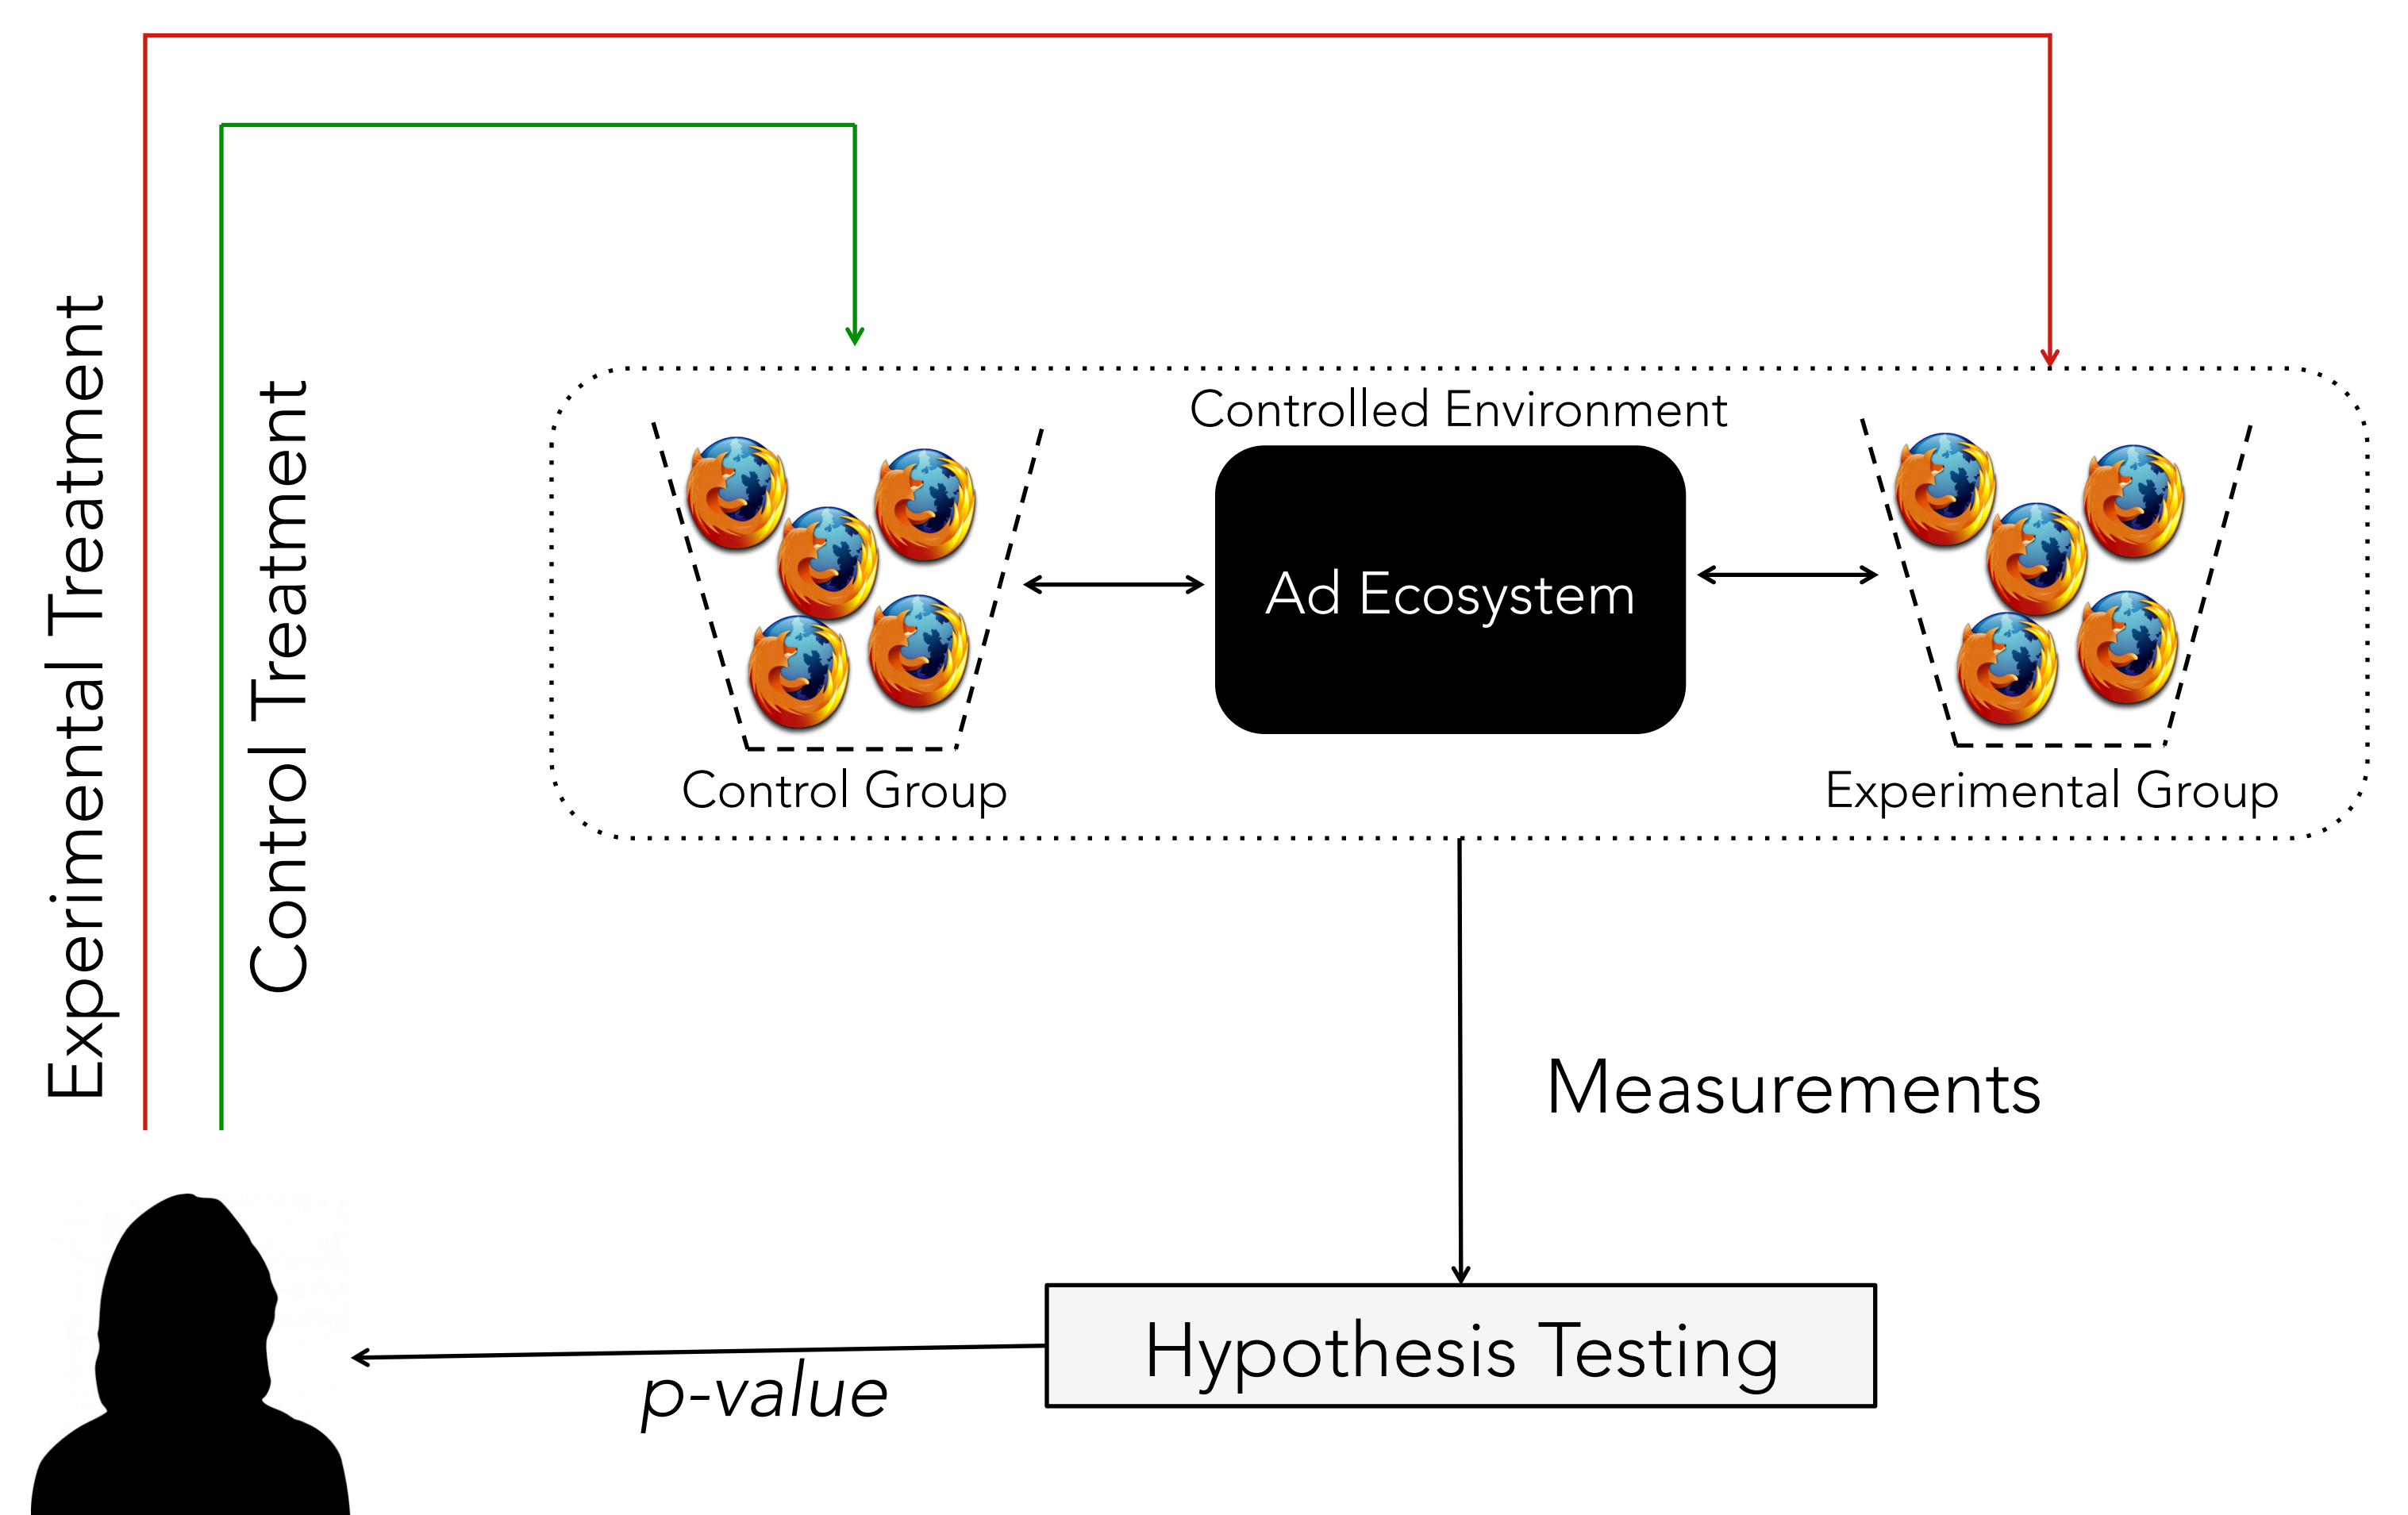 Experimental Treatment
Control Treatment
Controlled Environment
Ad Ecosystem
Control Group
Experimental Group
Measurements
Hypothesis Testing
p-value